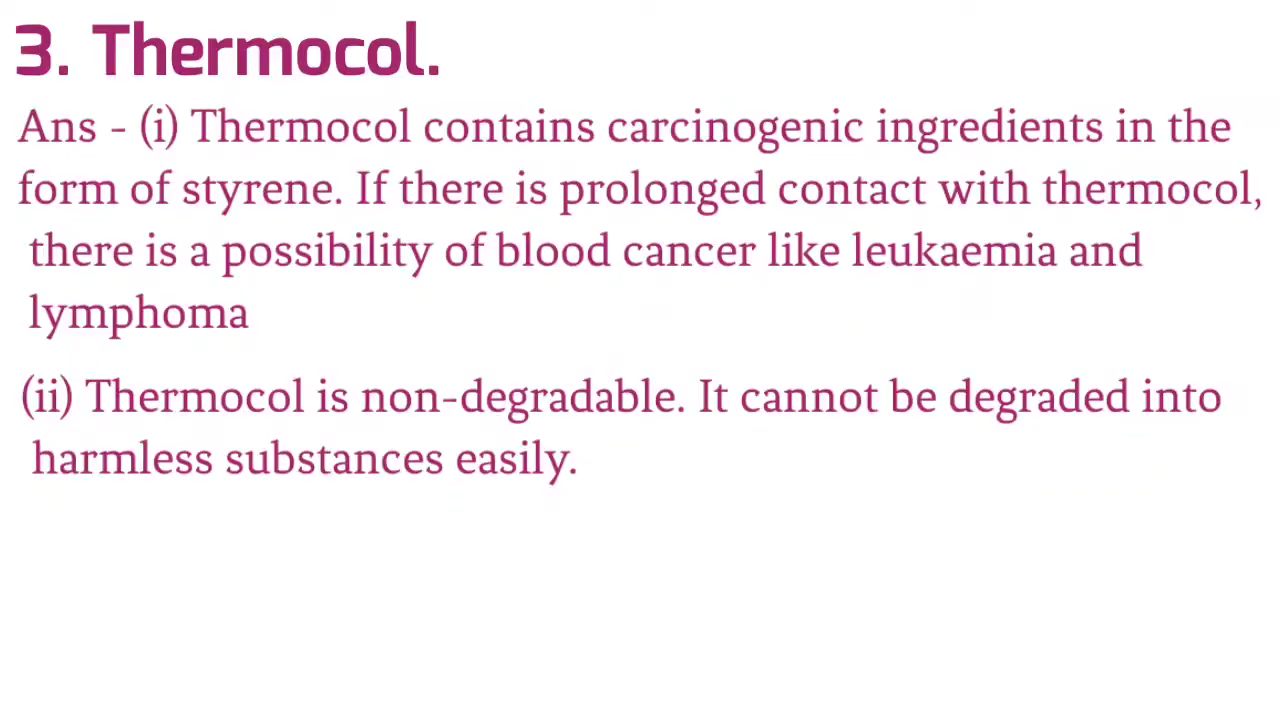 3. Thermocol.
Ans - (i) Thermocol contains carcinogenic ingredients in the
form of styrene. If there is prolonged contact with thermocol,
there is a possibility of blood cancer like leukaemia and
lymphoma
(ii) Thermocol is non-degradable. It cannot be degraded into
harmless substances easily.